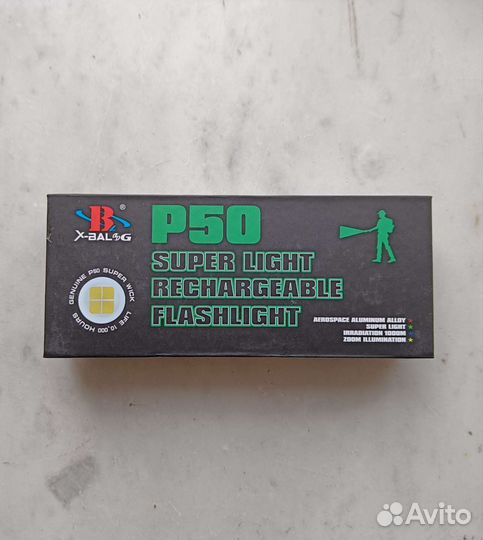 B ®
X-BALOG
P50
SUPER LIGHT
RECHARGEABLE
FLASHLIGHT
GENUINE P50 SUPER WICK
LIFE 10,000 HOURS
AEROSPACE ALUMINUM ALLOY
SUPER LIGHT
IRRADIATION 1000M
ZOOM ILLUMINATION
Avito